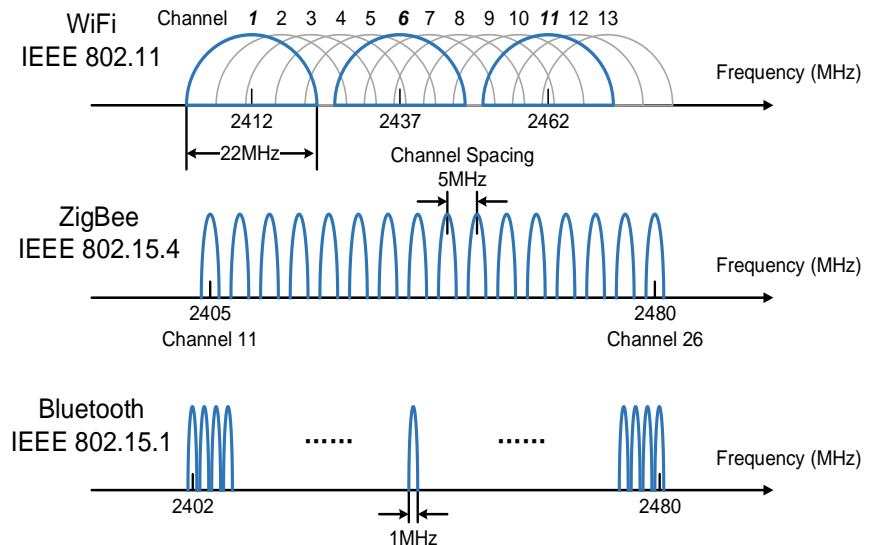 WiFi
IEEE 802.11
Channel 1 2 3 4 5 6 7 8 9 10 11 12 13
Frequency (MHz)
2412 2437 2462
22MHz
Channel Spacing
5MHz
ZigBee
IEEE 802.15.4
Frequency (MHz)
2405 2480
Channel 11 Channel 26
Bluetooth
IEEE 802.15.1
...... ......
Frequency (MHz)
2402 2480
1MHz